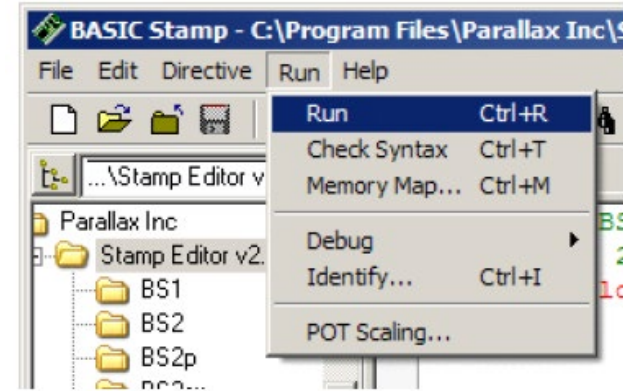 BASIC Stamp - C:\Program Files\Parallax Inc\S
File Edit Directive Run Help
Run Ctrl+R
Check Syntax Ctrl+T
...\Stamp Editor v
Memory Map... Ctrl+M
Parallax Inc
BS
Debug
Stamp Editor v2.
2
Identify... Ctrl+I
BS1
BS2
POT Scaling...
BS2p